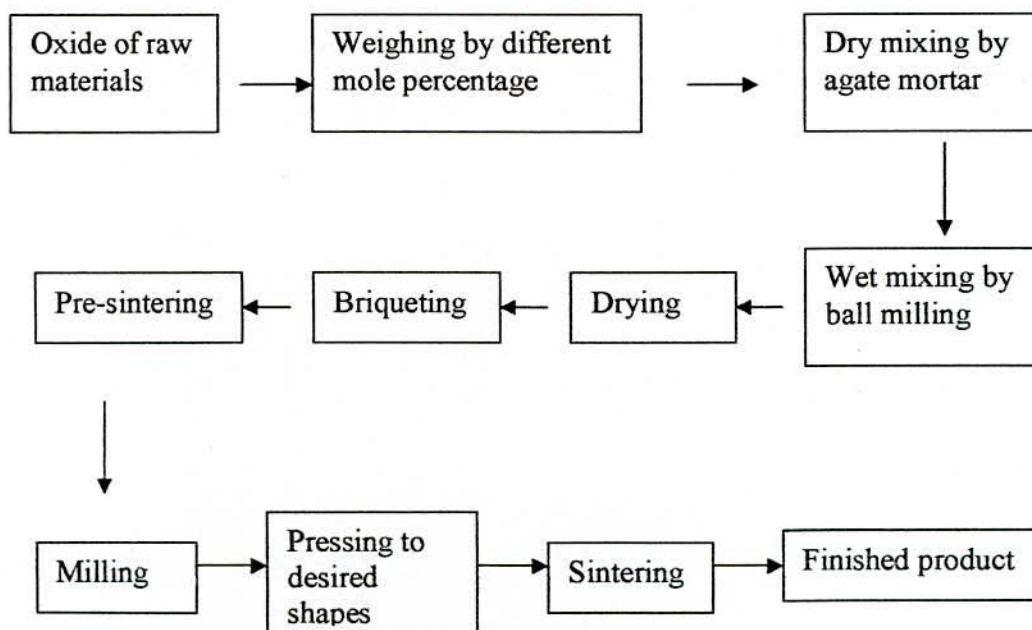 Oxide of raw
materials
Weighing by different
mole percentage
Dry mixing by
agate mortar
Wet mixing by
ball milling
Drying
Briqueting
Pre-sintering
Milling
Pressing to
desired
shapes
Sintering
Finished product